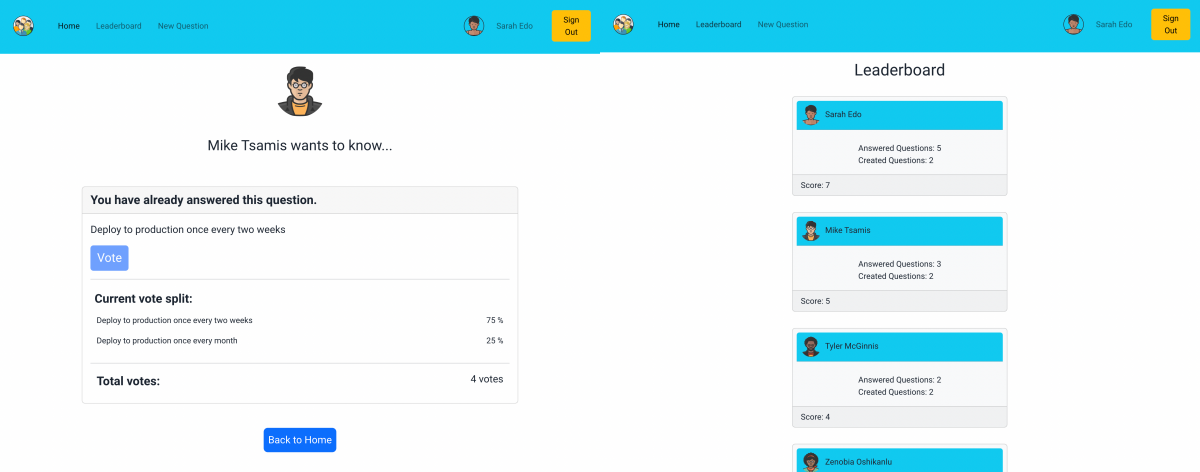 Home Leaderboard New Question Sarah Edo Sign Out
Mike Tsamis wants to know...
You have already answered this question.
Deploy to production once every two weeks
Vote
Current vote split:
Deploy to production once every two weeks 75 %
Deploy to production once every month 25 %
Total votes: 4 votes
Back to Home
Home Leaderboard New Question Sarah Edo Sign Out
Leaderboard
Sarah Edo
Answered Questions: 5
Created Questions: 2
Score: 7
Mike Tsamis
Answered Questions: 3
Created Questions: 2
Score: 5
Tyler McGinnis
Answered Questions: 2
Created Questions: 2
Score: 4
Zenobia Oshikanlu